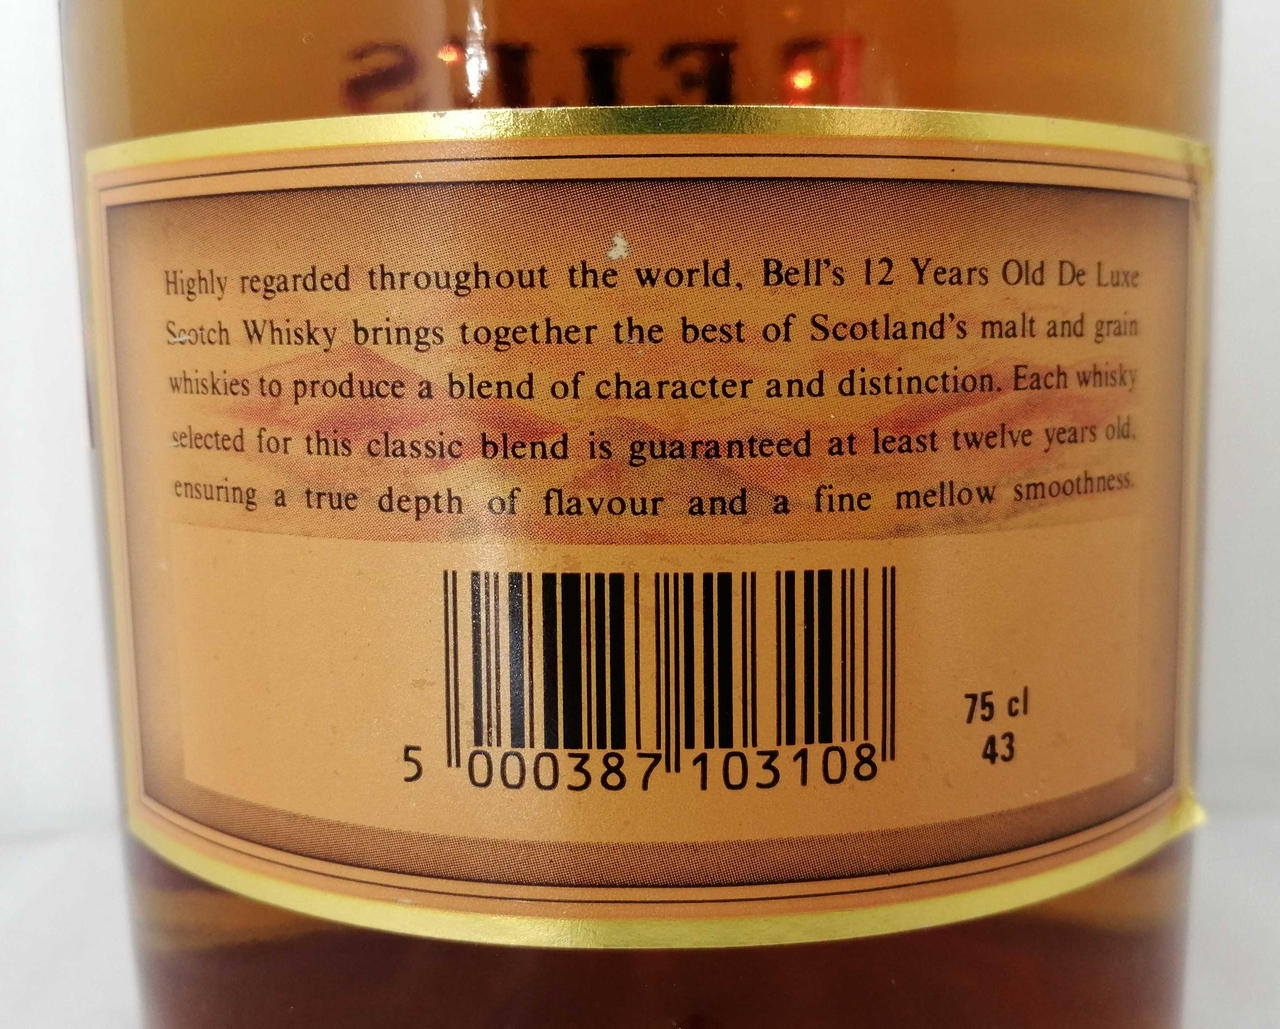 BELL'S
Highly regarded throughout the world, Bell's 12 Years Old De Luxe
Scotch Whisky brings together the best of Scotland's malt and grain
whiskies to produce a blend of character and distinction. Each whisky
selected for this classic blend is guaranteed at least twelve years old,
ensuring a true depth of flavour and a fine mellow smoothness.
75 cl
43
5 000387 103108